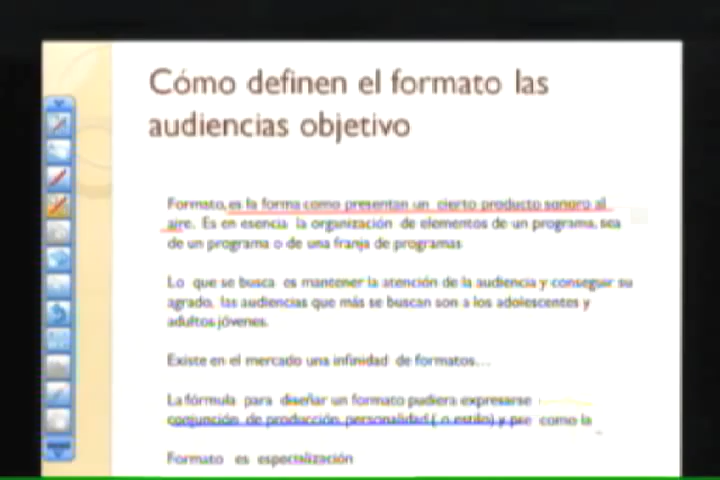 Cómo definen el formato las
audiencias objetivo
Formato, es la forma como presentan un cierto producto sonoro al
aire. Es en esencia la organización de elementos de un programa, sea
de un programa o de una franja de programas
Lo que se busca es mantener la atención de la audiencia y conseguir su
agrado, las audiencias que más se buscan son a los adolescentes y
adultos jóvenes.
Existe en el mercado una infinidad de formatos...
La fórmula para diseñar un formato pudiera expresarse
conjunción de producción personalidad ( o estilo) y pre como la
Formato es especialización